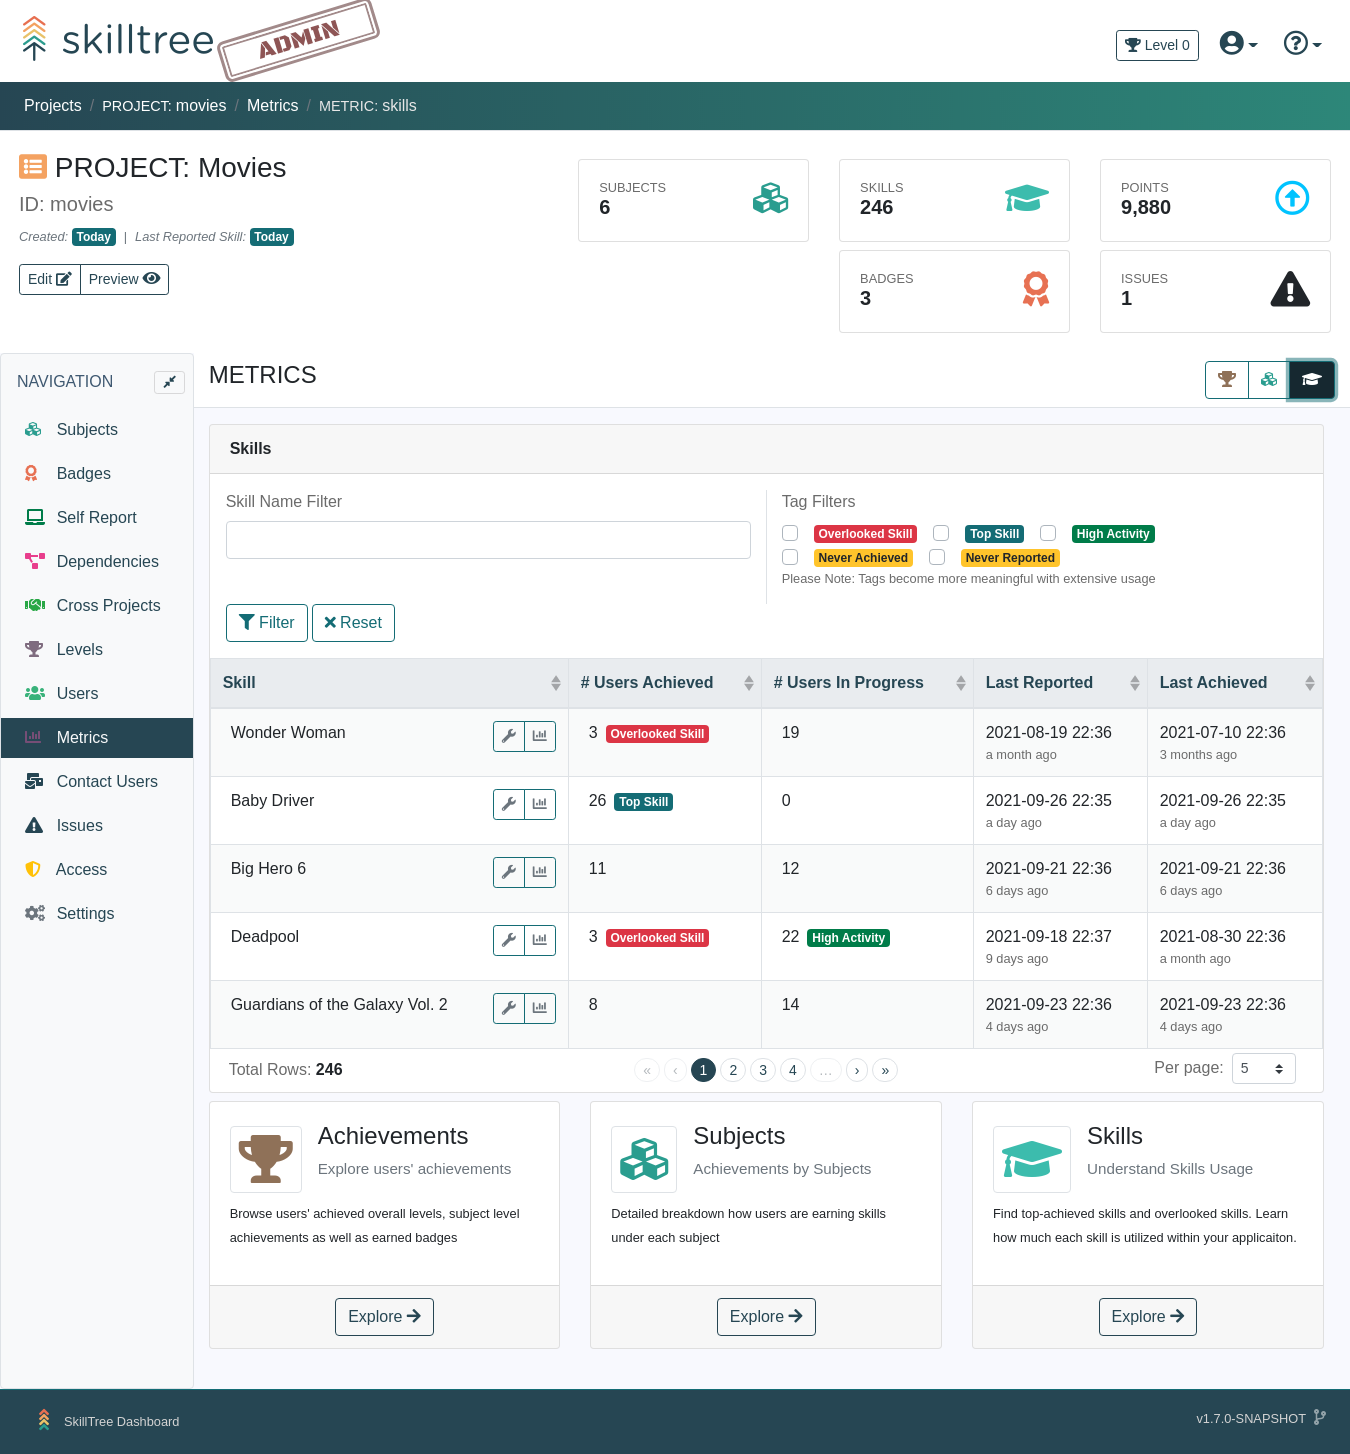 skilltree
ADMIN
Level 0
Projects / PROJECT: movies / Metrics / METRIC: skills
PROJECT: Movies
ID: movies
Created: Today | Last Reported Skill: Today
Edit Preview
SUBJECTS
6
SKILLS
246
POINTS
9,880
BADGES
3
ISSUES
1
NAVIGATION
Subjects
Badges
Self Report
Dependencies
Cross Projects
Levels
Users
Metrics
Contact Users
Issues
Access
Settings
METRICS
Skills
Skill Name Filter
Tag Filters
Overlooked Skill Top Skill High Activity
Never Achieved Never Reported
Please Note: Tags become more meaningful with extensive usage
Filter Reset
Skill # Users Achieved # Users In Progress Last Reported Last Achieved
Wonder Woman 3 Overlooked Skill 19 2021-08-19 22:36 2021-07-10 22:36
a month ago 3 months ago
Baby Driver 26 Top Skill 0 2021-09-26 22:35 2021-09-26 22:35
a day ago a day ago
Big Hero 6 11 12 2021-09-21 22:36 2021-09-21 22:36
6 days ago 6 days ago
Deadpool 3 Overlooked Skill 22 High Activity 2021-09-18 22:37 2021-08-30 22:36
9 days ago a month ago
Guardians of the Galaxy Vol. 2 8 14 2021-09-23 22:36 2021-09-23 22:36
4 days ago 4 days ago
Total Rows: 246 « ‹ 1 2 3 4 … › » Per page: 5
Achievements
Explore users' achievements
Browse users' achieved overall levels, subject level
achievements as well as earned badges
Explore
Subjects
Achievements by Subjects
Detailed breakdown how users are earning skills
under each subject
Explore
Skills
Understand Skills Usage
Find top-achieved skills and overlooked skills. Learn
how much each skill is utilized within your applicaiton.
Explore
SkillTree Dashboard
v1.7.0-SNAPSHOT